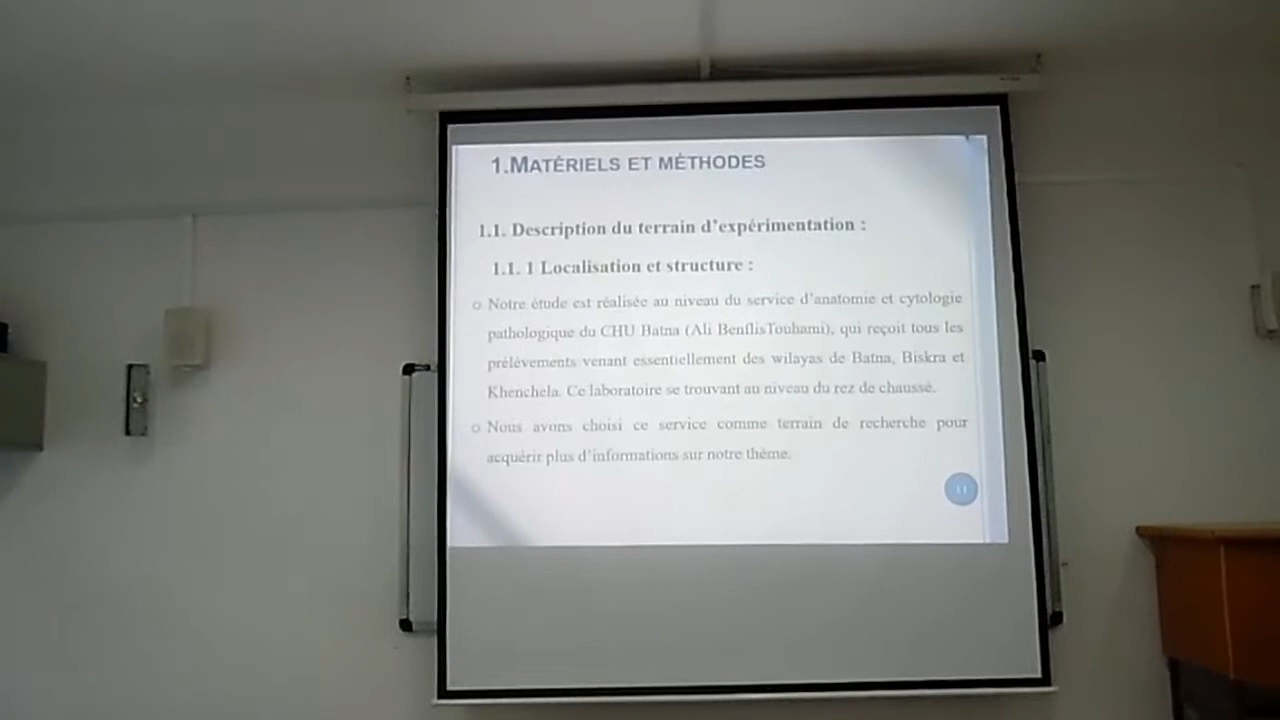 1.MATÉRIELS ET MÉTHODES
1.1. Description du terrain d'expérimentation :
1.1. 1 Localisation et structure :
o Notre étude est réalisée au niveau du service d'anatomie et cytologie
pathologique du CHU Batna (Ali BenflisTouhami), qui reçoit tous les
prélèvements venant essentiellement des wilayas de Batna, Biskra et
Khenchela. Ce laboratoire se trouvant au niveau du rez de chaussé.
o Nous avons choisi ce service comme terrain de recherche pour
acquérir plus d'informations sur notre thème.
11